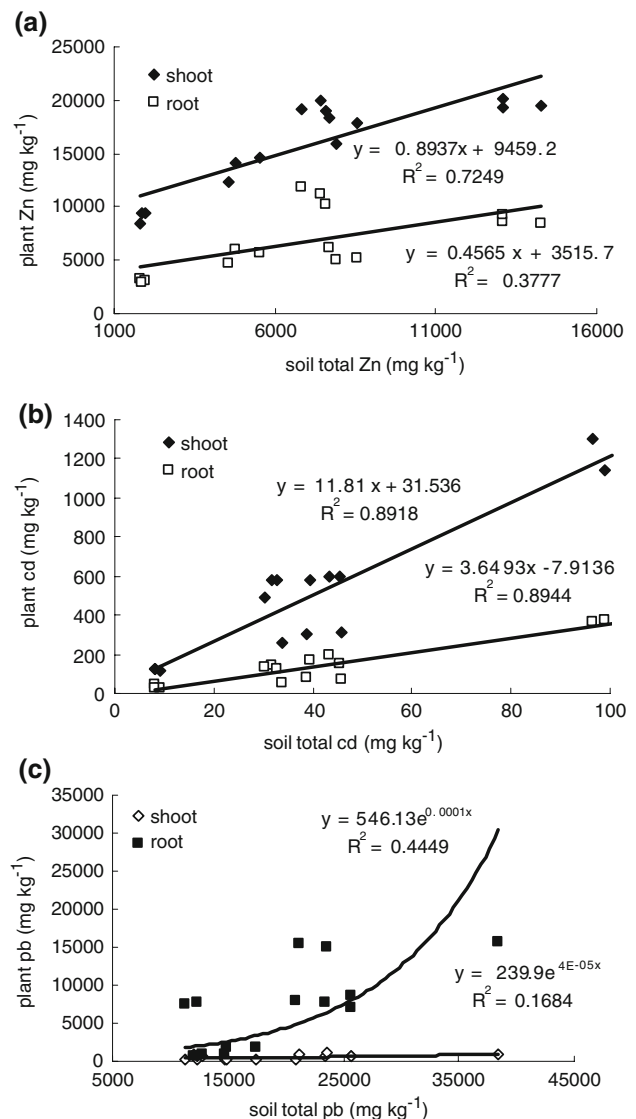 (a)
25000
20000
15000
10000
5000
0
plant Zn (mg kg⁻¹)
shoot
root
y = 0.8937x + 9459.2
R² = 0.7249
y = 0.4565 x + 3515.7
R² = 0.3777
1000 6000 11000 16000
soil total Zn (mg kg⁻¹)
(b)
1400
1200
1000
800
600
400
200
0
plant cd (mg kg⁻¹)
shoot
root
y = 11.81 x + 31.536
R² = 0.8918
y = 3.6493x -7.9136
R² = 0.8944
0 20 40 60 80 100
soil total cd (mg kg⁻¹)
(c)
35000
30000
25000
20000
15000
10000
5000
0
plant pb (mg kg⁻¹)
shoot
root
y = 546.13e^0.0001x
R² = 0.4449
y = 239.9e^4E-05x
R² = 0.1684
5000 15000 25000 35000 45000
soil total pb (mg kg⁻¹)